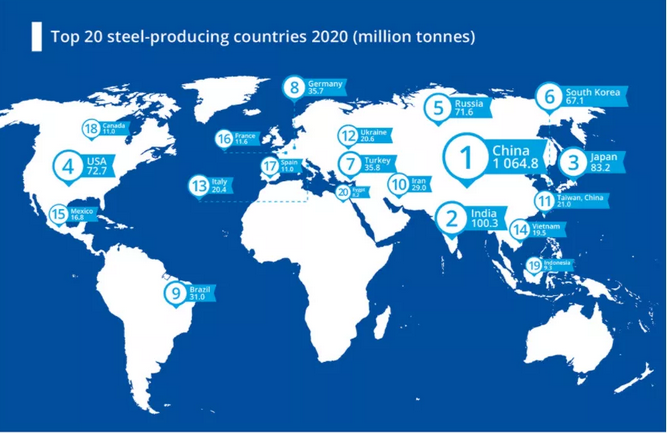 Top 20 steel-producing countries 2020 (million tonnes)
8 Germany
35.7
6 South Korea
67.1
5 Russia
71.6
18 Canada
11.0
16 France
11.6
12 Ukraine
20.6
4 USA
72.7
17 Spain
11.0
7 Turkey
35.8
1 China
1 064.8
3 Japan
83.2
13 Italy
20.4
20
10 Iran
29.0
11 Taiwan, China
21.0
15 Mexico
16.8
2 India
100.3
14 Vietnam
19.5
19 Indonesia
9 Brazil
31.0